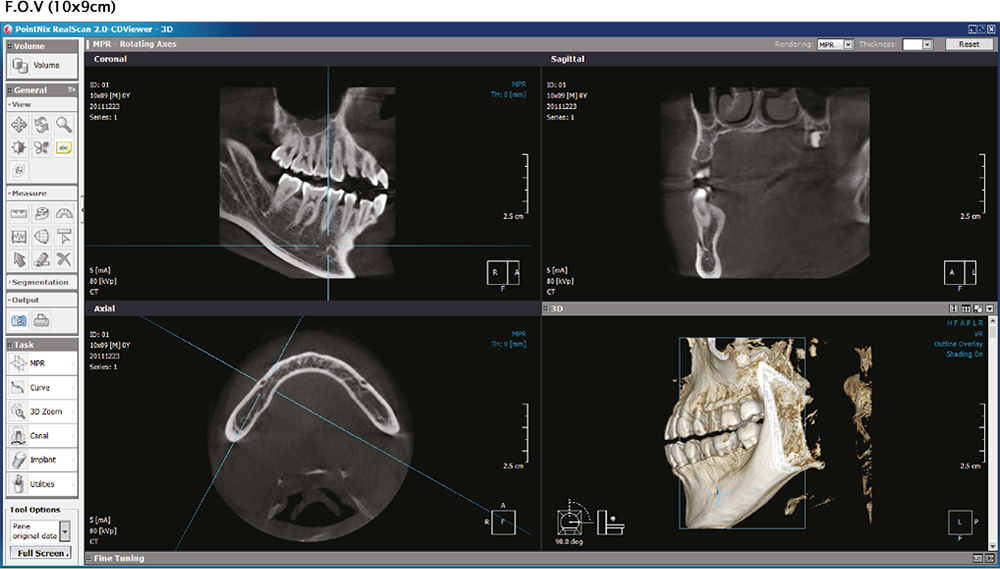 F.O.V (10x9cm)
PointNix RealScan 2.0-CDViewer - 3D
Volume
Volume
General
View
abc
Measure
Segmentation
Output
Task
MPR
Curve
3D Zoom
Canal
Implant
Utilities
Tool Options
Pane
original data
Full Screen
MPR - Rotating Axes
Rendering: MPR Thickness:
Reset
Coronal
ID: 01
10x09 [M] 0Y
20111223
Series: 1
MPR
TH: 0 [mm]
2.5 cm
5 [mA]
80 [kVp]
CT
R A
F
Sagittal
ID: 01
10x09 [M] 0Y
20111223
Series: 1
2.5 cm
5 [mA]
80 [kVp]
CT
A L
F
Axial
ID: 01
10x09 [M] 0Y
20111223
Series: 1
MPR
TH: 0 [mm]
2.5 cm
5 [mA]
80 [kVp]
CT
A
R F
3D
H F A P L R
VR
Outline Overlay
Shading On
2.5 cm
90.0 deg
L P
F
Fine Tuning